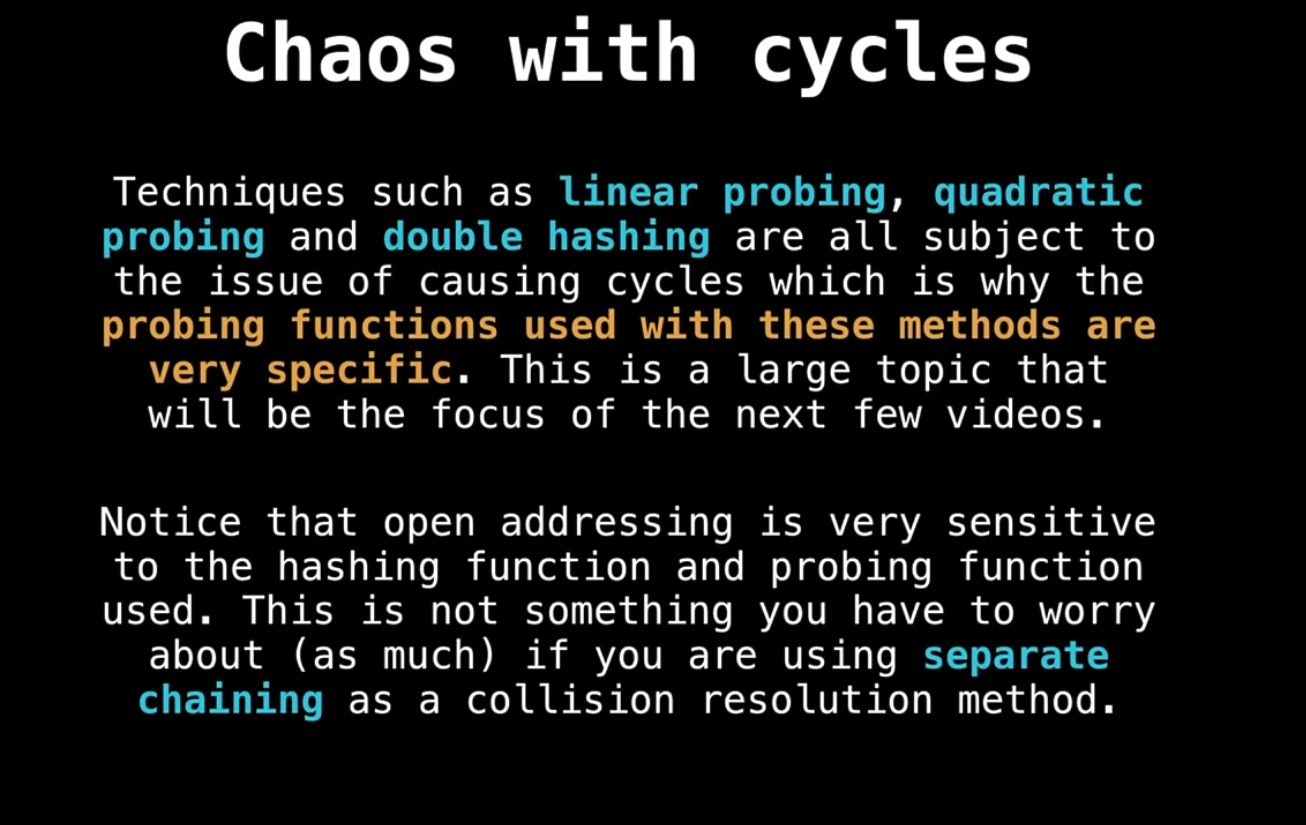 Chaos with cycles
Techniques such as linear probing, quadratic
probing and double hashing are all subject to
the issue of causing cycles which is why the
probing functions used with these methods are
very specific. This is a large topic that
will be the focus of the next few videos.
Notice that open addressing is very sensitive
to the hashing function and probing function
used. This is not something you have to worry
about (as much) if you are using separate
chaining as a collision resolution method.